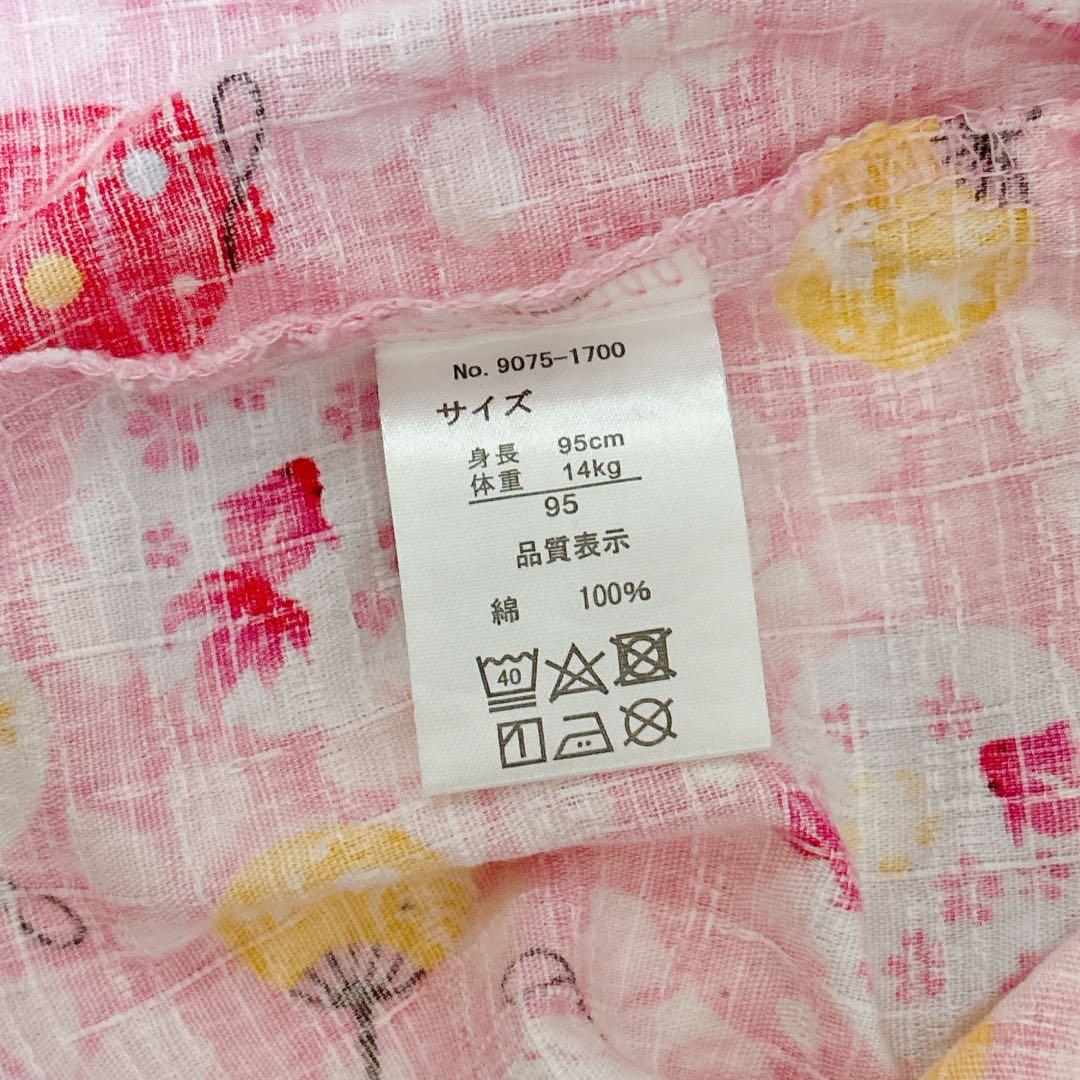 No. 9075-1700
サイズ
身長 95cm
体重 14kg
95
品質表示
綿 100%
40